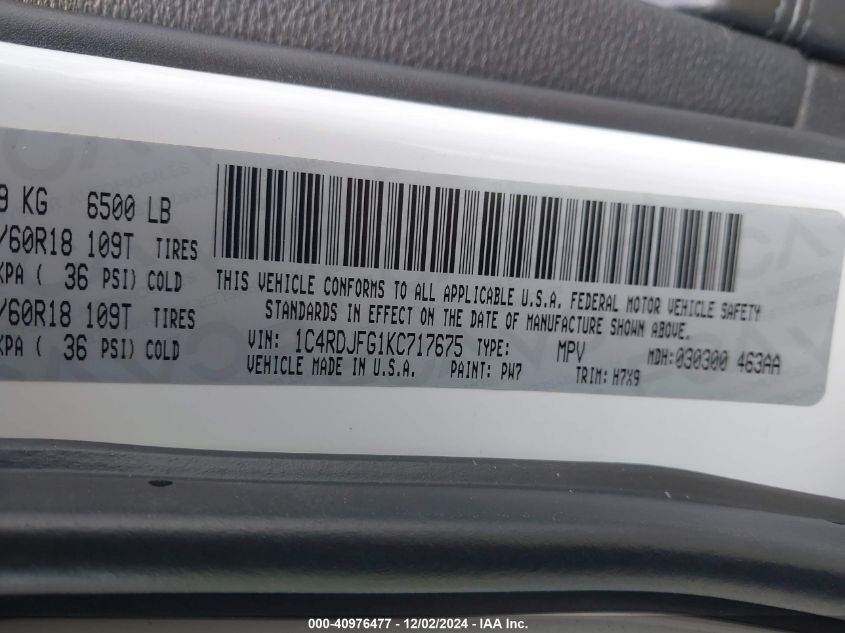 9 KG 6500 LB
/60R18 109T TIRES
KPA ( 36 PSI) COLD
/60R18 109T TIRES
KPA ( 36 PSI) COLD
THIS VEHICLE CONFORMS TO ALL APPLICABLE U.S.A. FEDERAL MOTOR VEHICLE SAFETY
STANDARDS IN EFFECT ON THE DATE OF MANUFACTURE SHOWN ABOVE.
VIN: 1C4RDJFG1KC717675 TYPE: MPV MDH:030300 463AA
VEHICLE MADE IN U.S.A. PAINT: PW7 TRIM: H7X9
000-40976477 - 12/02/2024 - IAA Inc.